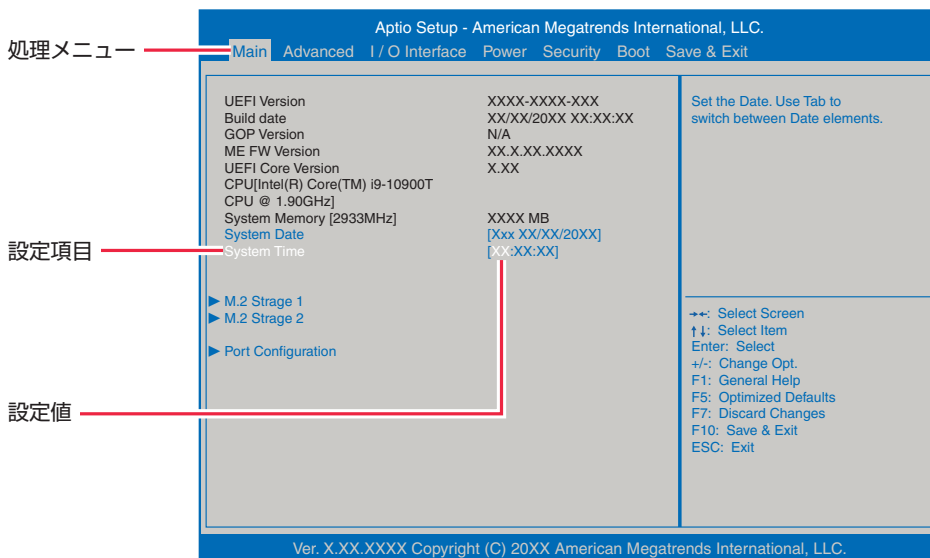 Aptio Setup - American Megatrends International, LLC.
処理メニュー
Main Advanced I / O Interface Power Security Boot Save & Exit
UEFI Version XXXX-XXXX-XXX
Build date XX/XX/20XX XX:XX:XX
GOP Version N/A
ME FW Version XX.X.XX.XXXX
UEFI Core Version X.XX
CPU[Intel(R) Core(TM) i9-10900T
CPU @ 1.90GHz]
System Memory [2933MHz] XXXX MB
System Date [Xxx XX/XX/20XX]
設定項目
System Time [XX:XX:XX]
▶ M.2 Strage 1
▶ M.2 Strage 2
▶ Port Configuration
設定値
Set the Date. Use Tab to
switch between Date elements.
→←: Select Screen
↑↓: Select Item
Enter: Select
+/-: Change Opt.
F1: General Help
F5: Optimized Defaults
F7: Discard Changes
F10: Save & Exit
ESC: Exit
Ver. X.XX.XXXX Copyright (C) 20XX American Megatrends International, LLC.